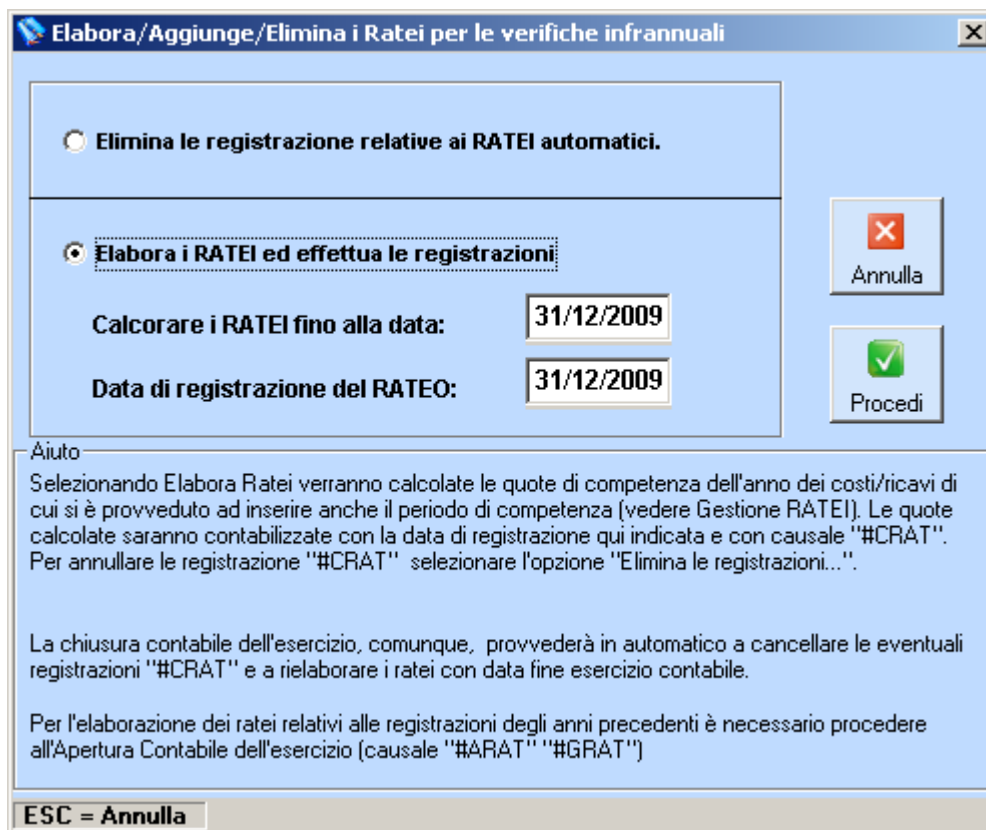 Elabora/Aggiunge/Elimina i Ratei per le verifiche infrannuali
Elimina le registrazione relative ai RATEI automatici.
Elabora i RATEI ed effettua le registrazioni
Calcorare i RATEI fino alla data:
31/12/2009
Data di registrazione del RATEO:
31/12/2009
Annulla
Procedi
Aiuto
Selezionando Elabora Ratei verranno calcolate le quote di competenza dell'anno dei costi/ricavi di
cui si è provveduto ad inserire anche il periodo di competenza (vedere Gestione RATEI). Le quote
calcolate saranno contabilizzate con la data di registrazione qui indicata e con causale "#CRAT".
Per annullare le registrazione "#CRAT" selezionare l'opzione "Elimina le registrazioni...".
La chiusura contabile dell'esercizio, comunque, provvederà in automatico a cancellare le eventuali
registrazioni "#CRAT" e a rielaborare i ratei con data fine esercizio contabile.
Per l'elaborazione dei ratei relativi alle registrazioni degli anni precedenti è necessario procedere
all'Apertura Contabile dell'esercizio (causale "#ARAT" "#GRAT")
ESC = Annulla